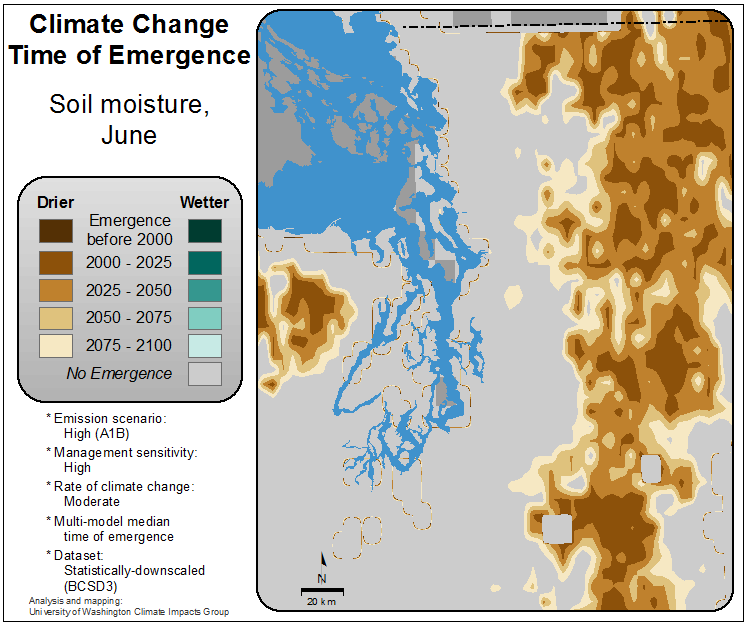 Climate Change
Time of Emergence
Soil moisture,
June
Drier
Wetter
Emergence
before 2000
2000 - 2025
2025 - 2050
2050 - 2075
2075 - 2100
No Emergence
* Emission scenario:
High (A1B)
* Management sensitivity:
High
* Rate of climate change:
Moderate
* Multi-model median
time of emergence
* Dataset:
Statistically-downscaled
(BCSD3)
Analysis and mapping:
University of Washington Climate Impacts Group
N
20 km